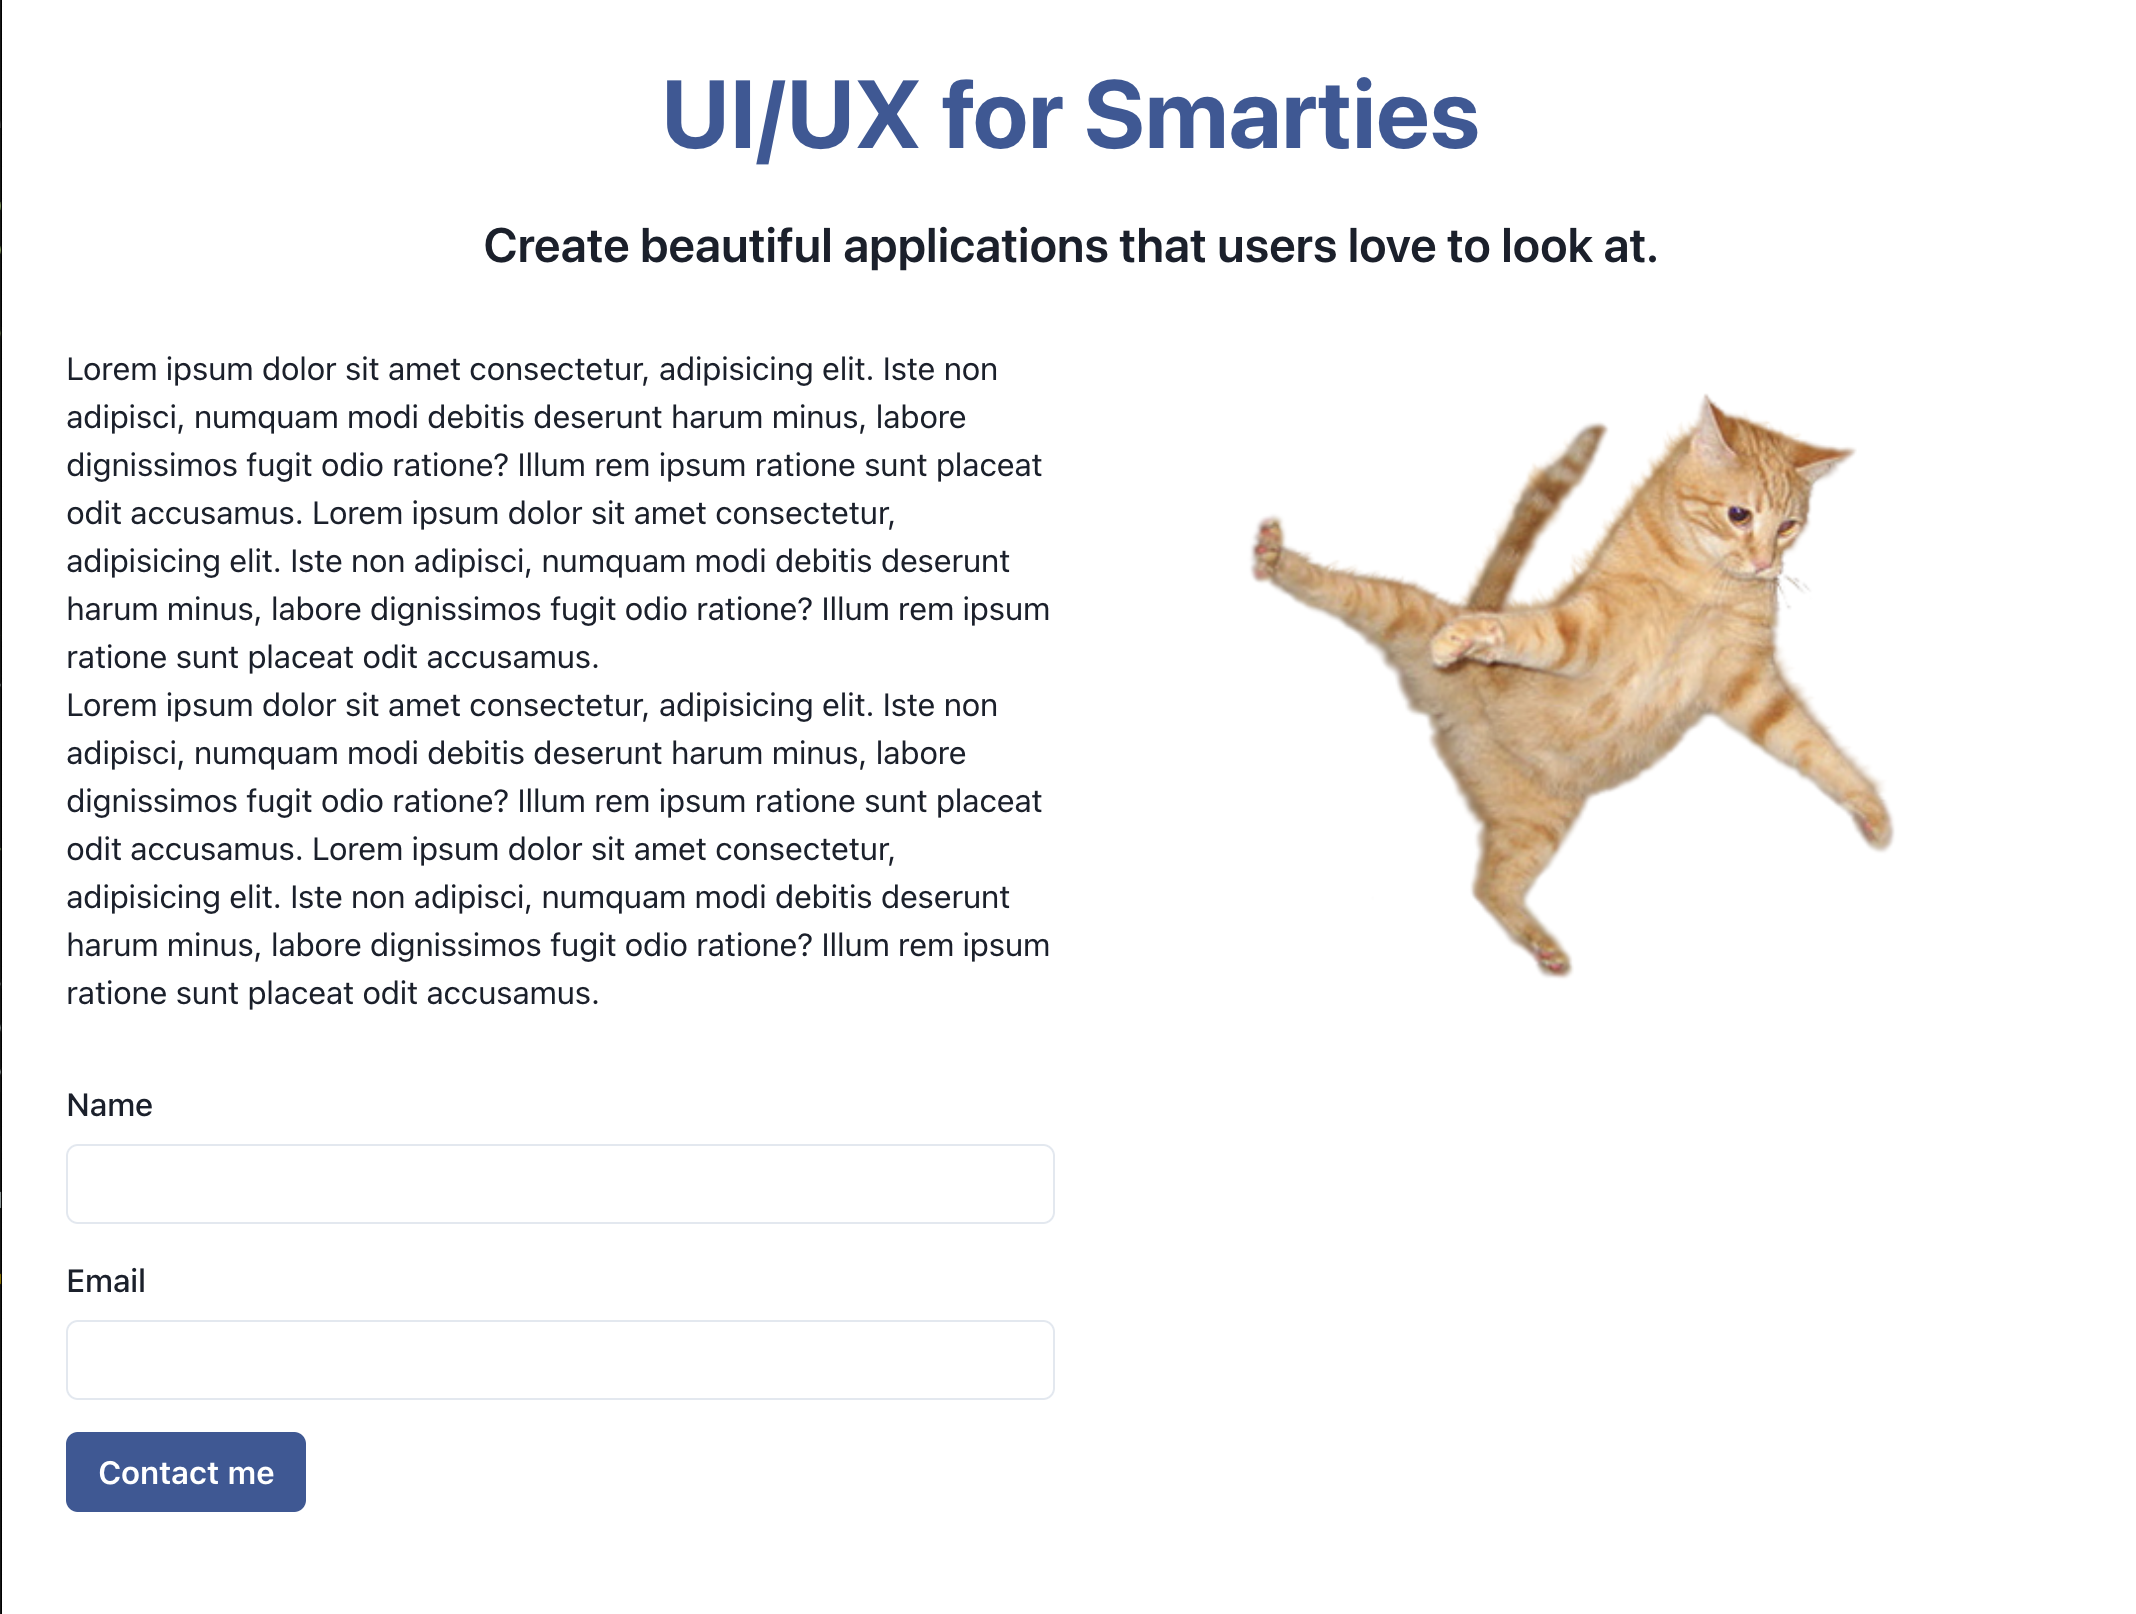 UI/UX for Smarties
Create beautiful applications that users love to look at.
Lorem ipsum dolor sit amet consectetur, adipisicing elit. Iste non
adipisci, numquam modi debitis deserunt harum minus, labore
dignissimos fugit odio ratione? Illum rem ipsum ratione sunt placeat
odit accusamus. Lorem ipsum dolor sit amet consectetur,
adipisicing elit. Iste non adipisci, numquam modi debitis deserunt
harum minus, labore dignissimos fugit odio ratione? Illum rem ipsum
ratione sunt placeat odit accusamus.
Lorem ipsum dolor sit amet consectetur, adipisicing elit. Iste non
adipisci, numquam modi debitis deserunt harum minus, labore
dignissimos fugit odio ratione? Illum rem ipsum ratione sunt placeat
odit accusamus. Lorem ipsum dolor sit amet consectetur,
adipisicing elit. Iste non adipisci, numquam modi debitis deserunt
harum minus, labore dignissimos fugit odio ratione? Illum rem ipsum
ratione sunt placeat odit accusamus.
Name
Email
Contact me